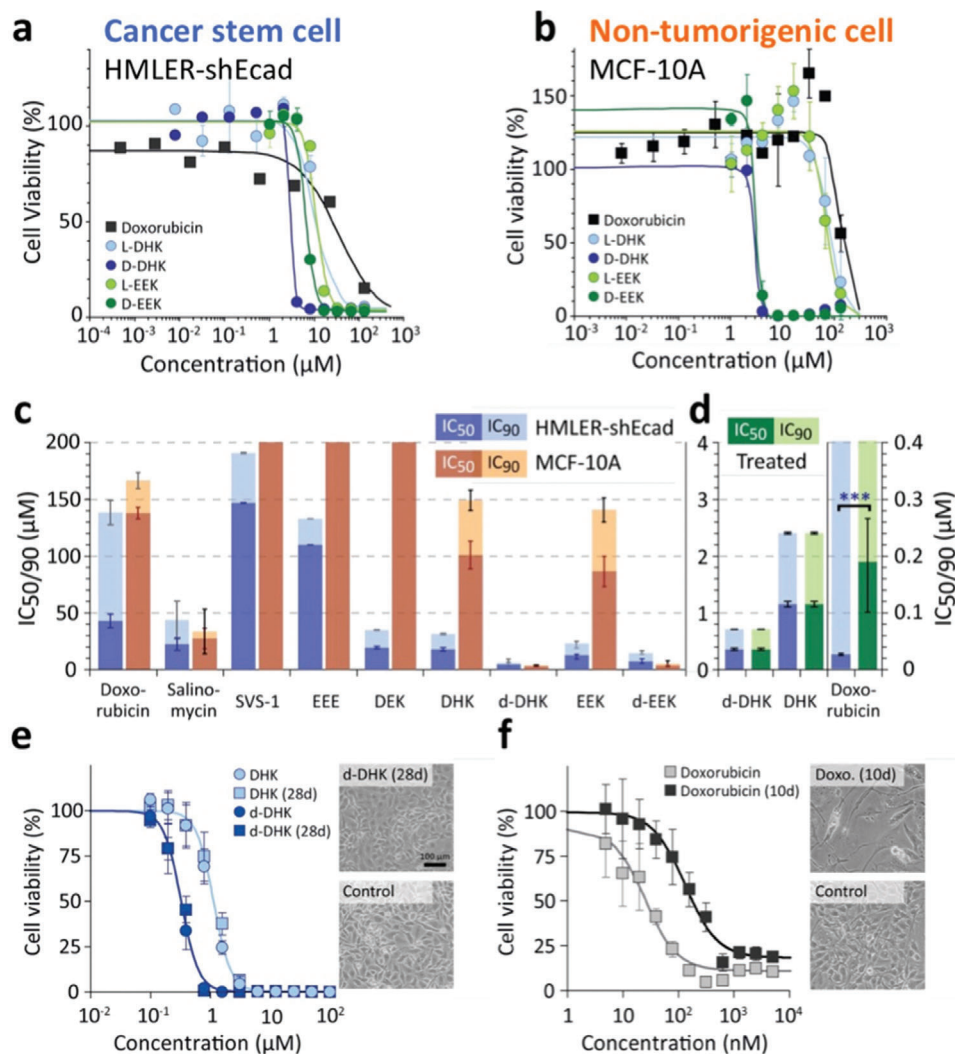 a Cancer stem cell
HMLER-shEcad
Cell Viability (%)
100
50
0
Doxorubicin
L-DHK
D-DHK
L-EEK
D-EEK
10-4 10-3 10-2 10-1 1 10 102 103
Concentration (μM)
b Non-tumorigenic cell
MCF-10A
Cell viability (%)
150
100
50
0
Doxorubicin
L-DHK
D-DHK
L-EEK
D-EEK
10-3 10-2 10-1 1 10 102 103
Concentration (μM)
c
IC50 IC90 HMLER-shEcad
IC50 IC90 MCF-10A
IC50/90 (μM)
200
150
100
50
0
Doxo-
rubicin
Salino-
mycin
SVS-1
EEE
DEK
DHK
d-DHK
EEK
d-EEK
d
IC50 IC90
Treated
4
3
2
1
0
***
0.4
0.3
0.2
0.1
0
IC50/90 (μM)
d-DHK
DHK
Doxo-
rubicin
e
Cell viability (%)
100
75
50
25
0
DHK
DHK (28d)
d-DHK
d-DHK (28d)
10-2 10-1 1 10 102
Concentration (μM)
d-DHK (28d)
100 μm
Control
f
Cell viability (%)
100
75
50
25
0
Doxorubicin
Doxorubicin (10d)
1 10 102 103 104
Concentration (nM)
Doxo. (10d)
Control